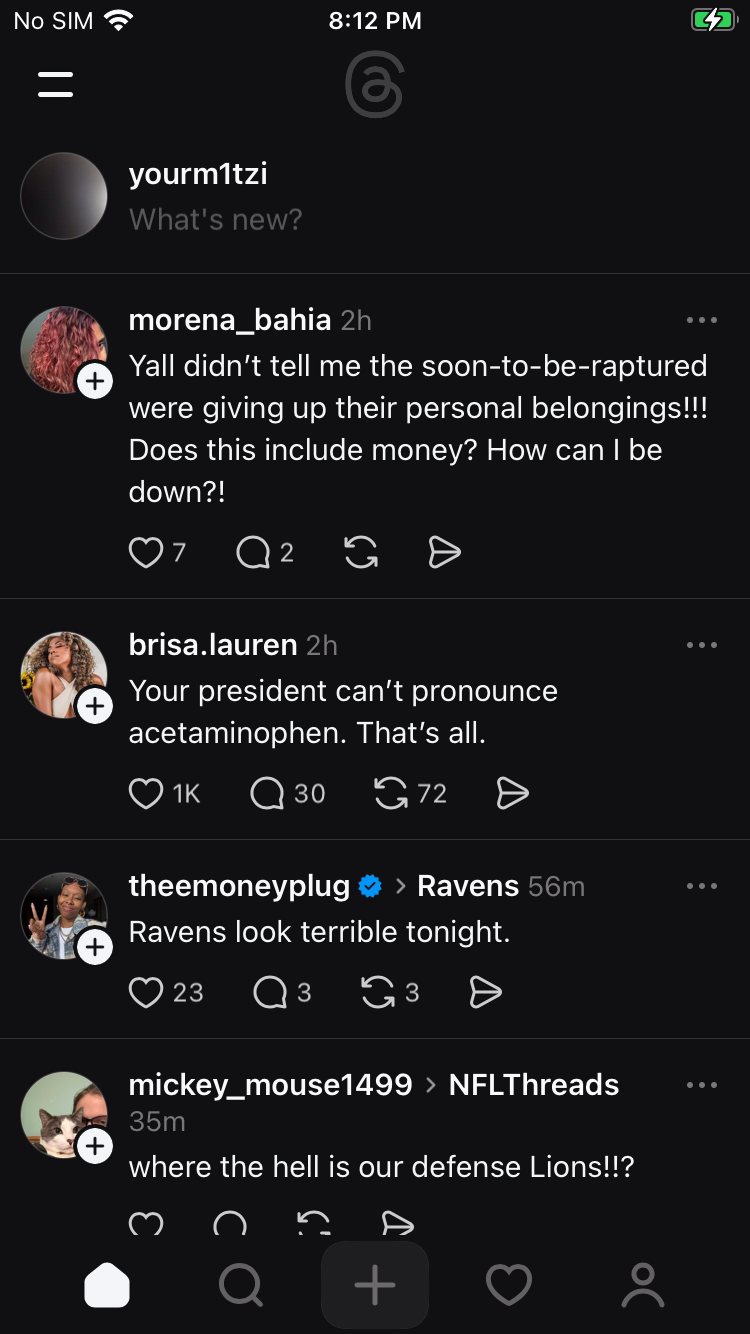 No SIM 8:12 PM
yourm1tzi
What's new?
morena_bahia 2h
Yall didn’t tell me the soon-to-be-raptured
were giving up their personal belongings!!!
Does this include money? How can I be
down?!
7 2
brisa.lauren 2h
Your president can’t pronounce
acetaminophen. That’s all.
1K 30 72
theemoneyplug > Ravens 56m
Ravens look terrible tonight.
23 3 3
mickey_mouse1499 > NFLThreads
35m
where the hell is our defense Lions!!?